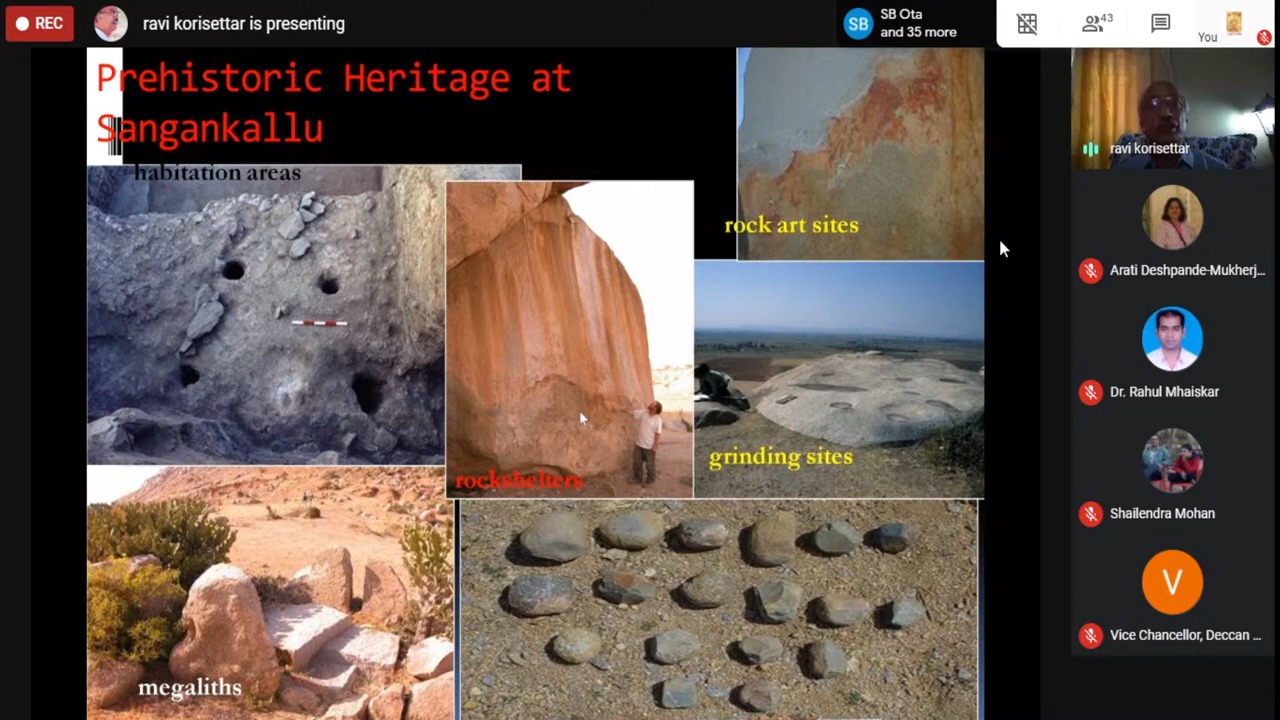 REC
ravi korisettar is presenting
SB
SB Ota
and 35 more
43
You
Prehistoric Heritage at
Sangankallu
habitation areas
rock art sites
rockshelters
grinding sites
megaliths
ravi korisettar
Arati Deshpande-Mukherj...
Dr. Rahul Mhaiskar
Shailendra Mohan
V
Vice Chancellor, Deccan ...